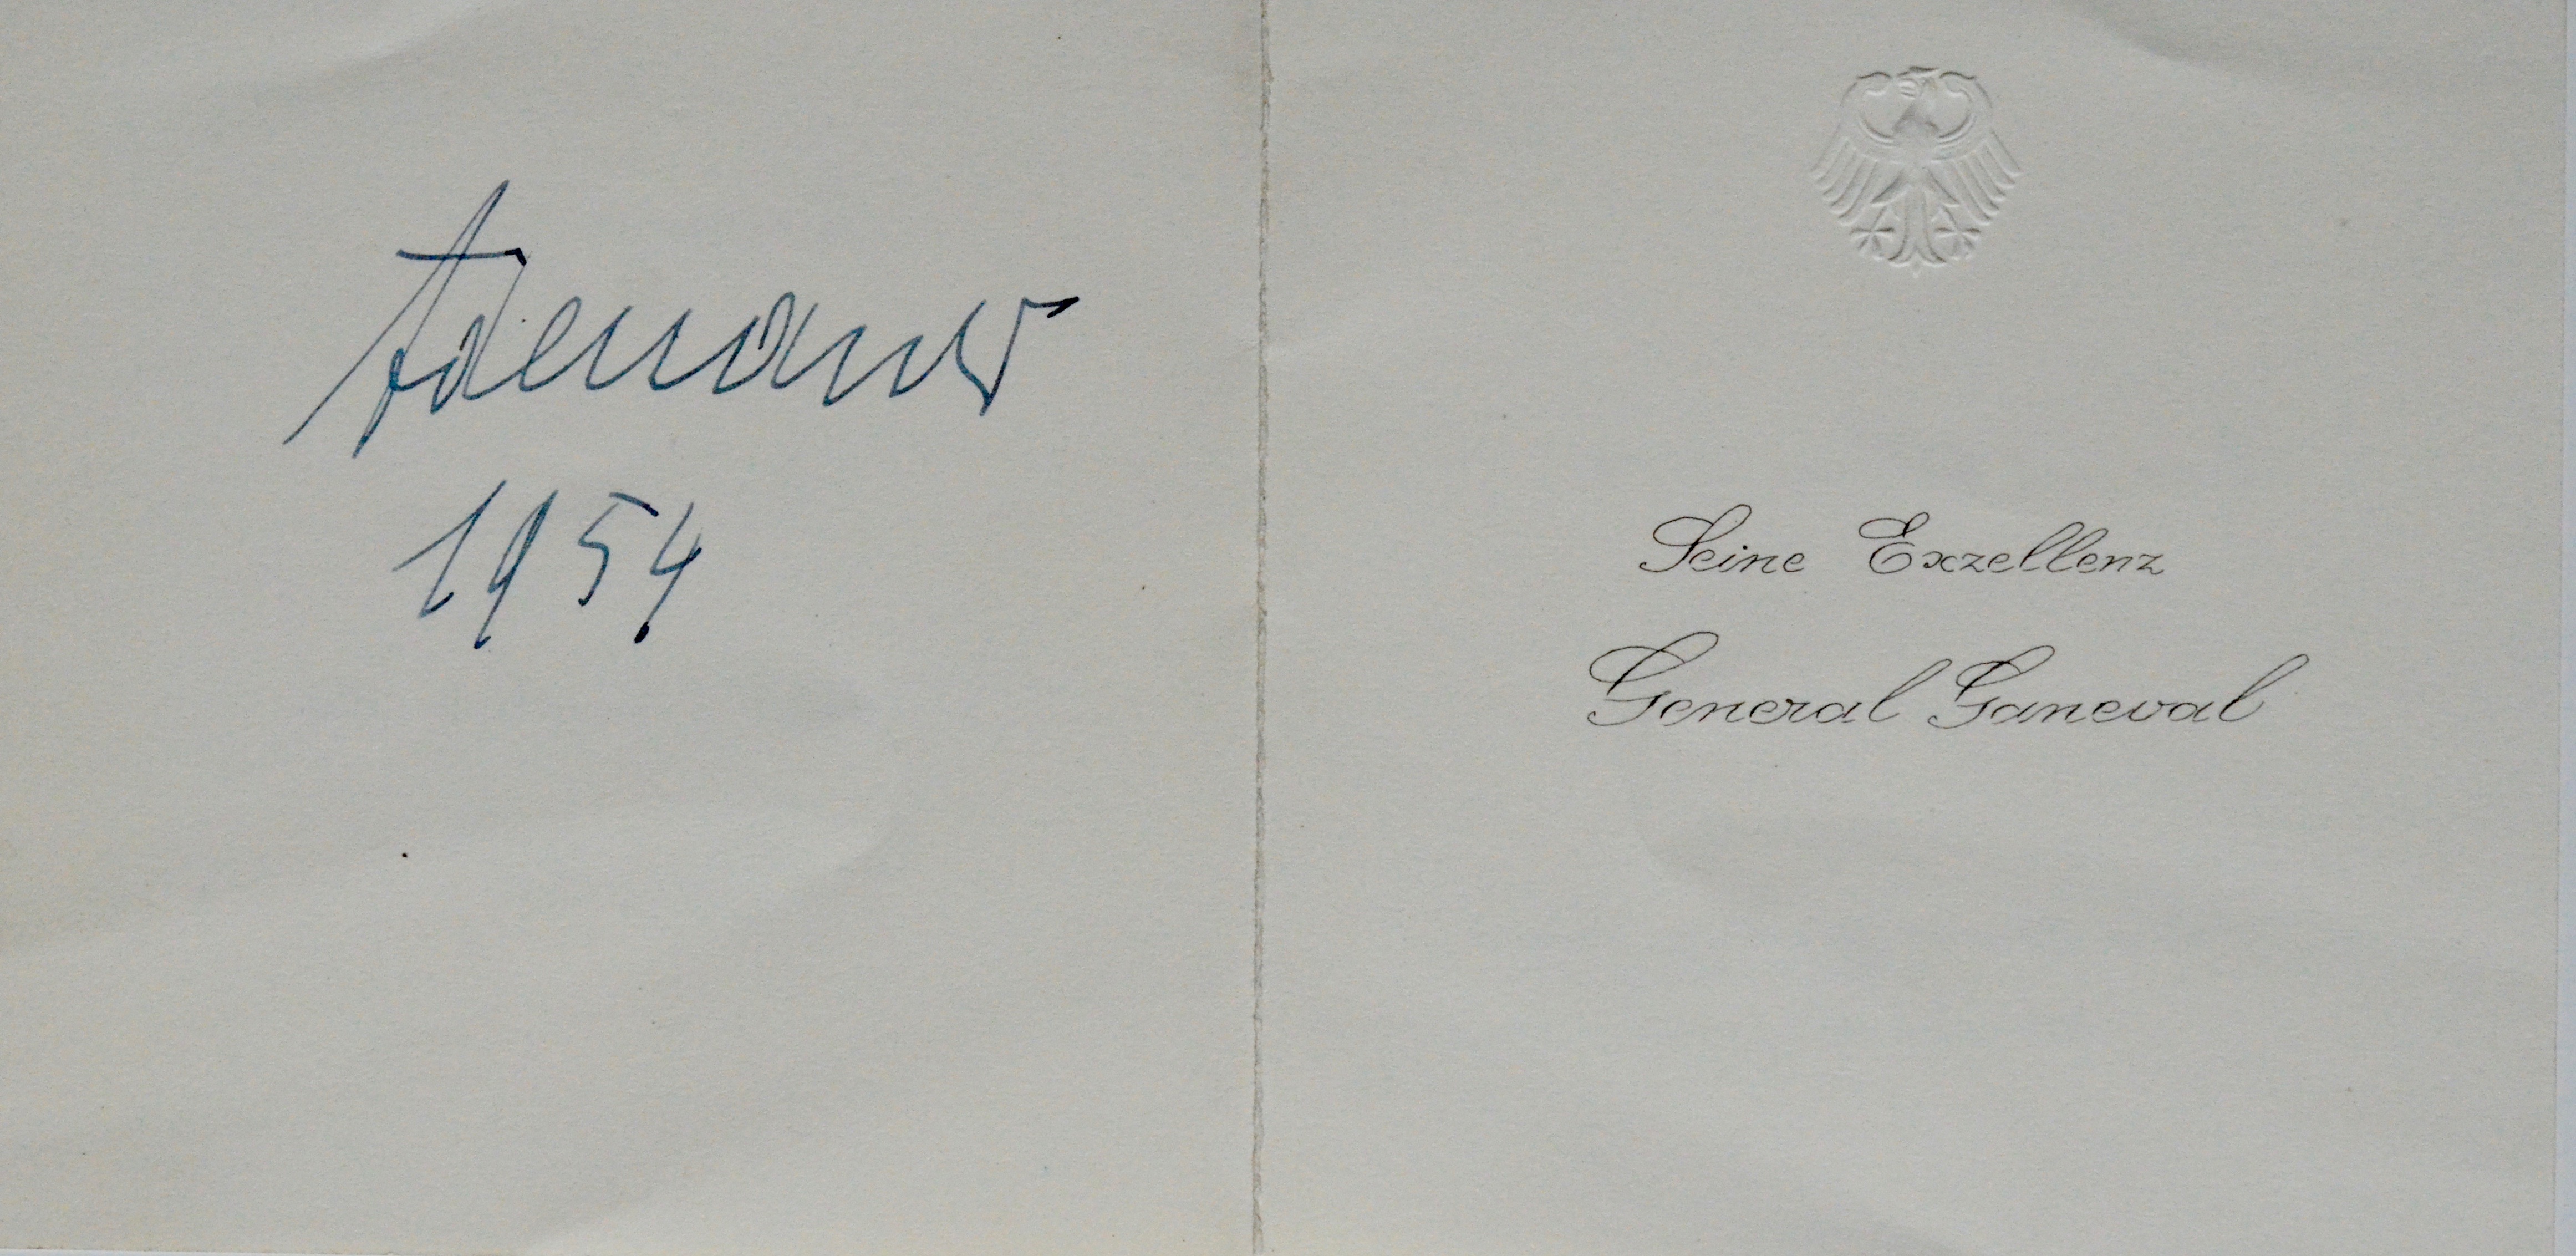 Adenauer
1954
Seine Exzellenz
General Ganeval